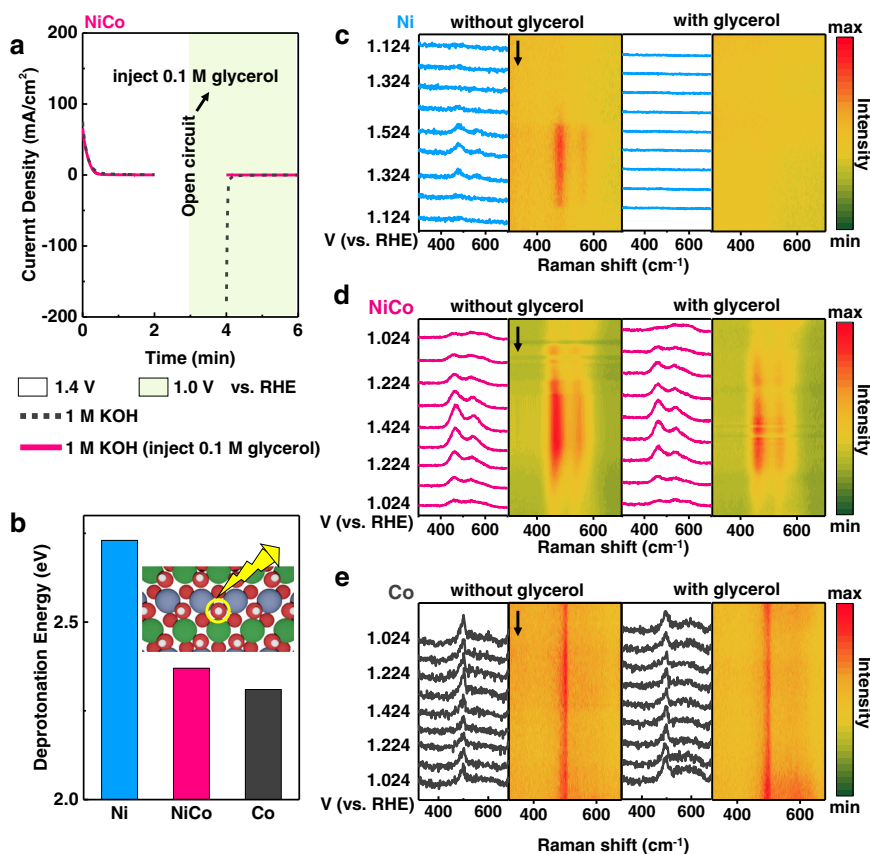 NiCo
a
200
100
0
-100
-200
Curernt Density (mA/cm²)
inject 0.1 M glycerol
Open circuit
0 2 4 6
Time (min)
1.4 V 1.0 V vs. RHE
1 M KOH
1 M KOH (inject 0.1 M glycerol)
b
Deprotonation Energy (eV)
2.5
2.0
Ni NiCo Co
c
Ni
without glycerol with glycerol
1.124
1.324
1.524
1.324
1.124
V (vs. RHE)
400 600 400 600 400 600 400 600
Raman shift (cm⁻¹)
max
Intensity
min
d
NiCo
without glycerol with glycerol
1.024
1.224
1.424
1.224
1.024
V (vs. RHE)
400 600 400 600 400 600 400 600
Raman shift (cm⁻¹)
max
Intensity
min
e
Co
without glycerol with glycerol
1.024
1.224
1.424
1.224
1.024
V (vs. RHE)
400 600 400 600 400 600 400 600
Raman shift (cm⁻¹)
max
Intensity
min